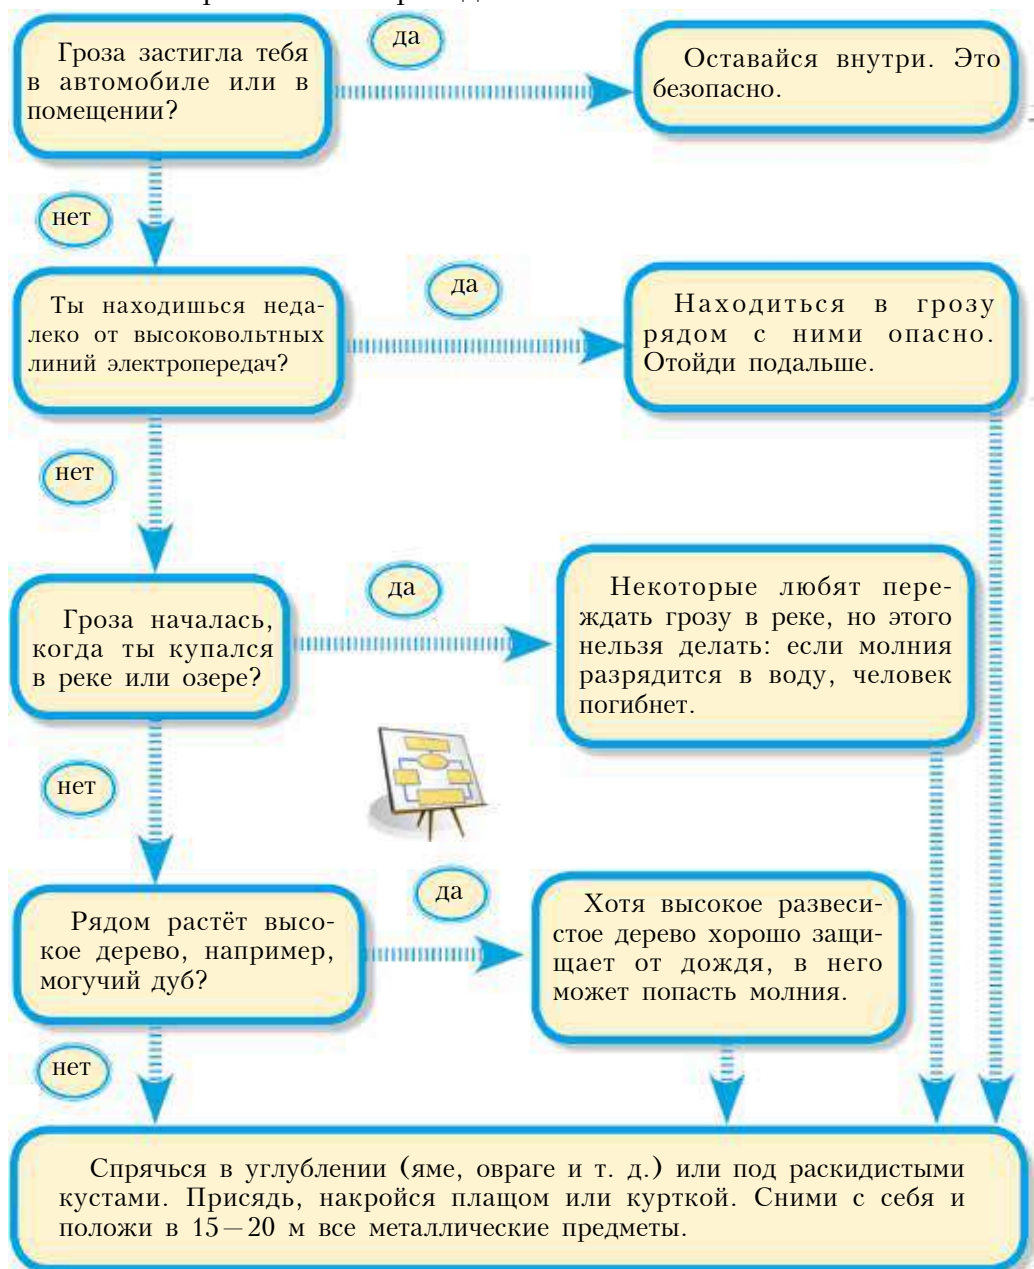 да
Гроза застигла тебя
в автомобиле или в
помещении?
Оставайся внутри. Это
безопасно.
нет
да
Ты находишься неда-
леко от высоковольтных
линий электропередач?
Находиться в грозу
рядом с ними опасно.
Отойди подальше.
нет
да
Гроза началась,
когда ты купался
в реке или озере?
Некоторые любят пере-
ждать грозу в реке, но этого
нельзя делать: если молния
разрядится в воду, человек
погибнет.
нет
да
Рядом растёт высо-
кое дерево, например,
могучий дуб?
Хотя высокое развеси-
стое дерево хорошо защи-
щает от дождя, в него
может попасть молния.
нет
Спрячься в углублении (яме, овраге и т. д.) или под раскидистыми
кустами. Присядь, накройся плащом или курткой. Сними с себя и
положи в 15—20 м все металлические предметы.